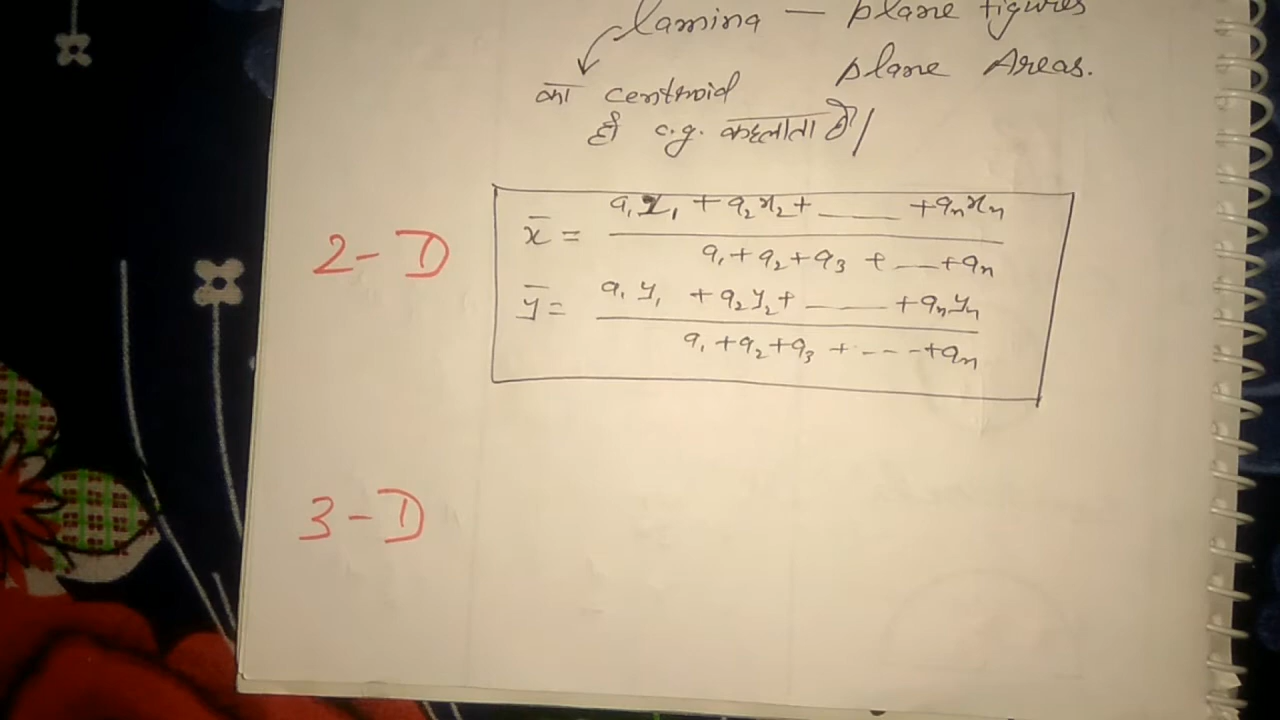 lamina — plane figures
plane Areas.
का centroid
ही c.g. कहलाता है।
2-D
x̄ = a₁x₁ + a₂x₂ + ____ + aₙxₙ
a₁ + a₂ + a₃ + __ + aₙ
ȳ = a₁y₁ + a₂y₂ + ____ + aₙyₙ
a₁ + a₂ + a₃ + ---- + aₙ
3-D